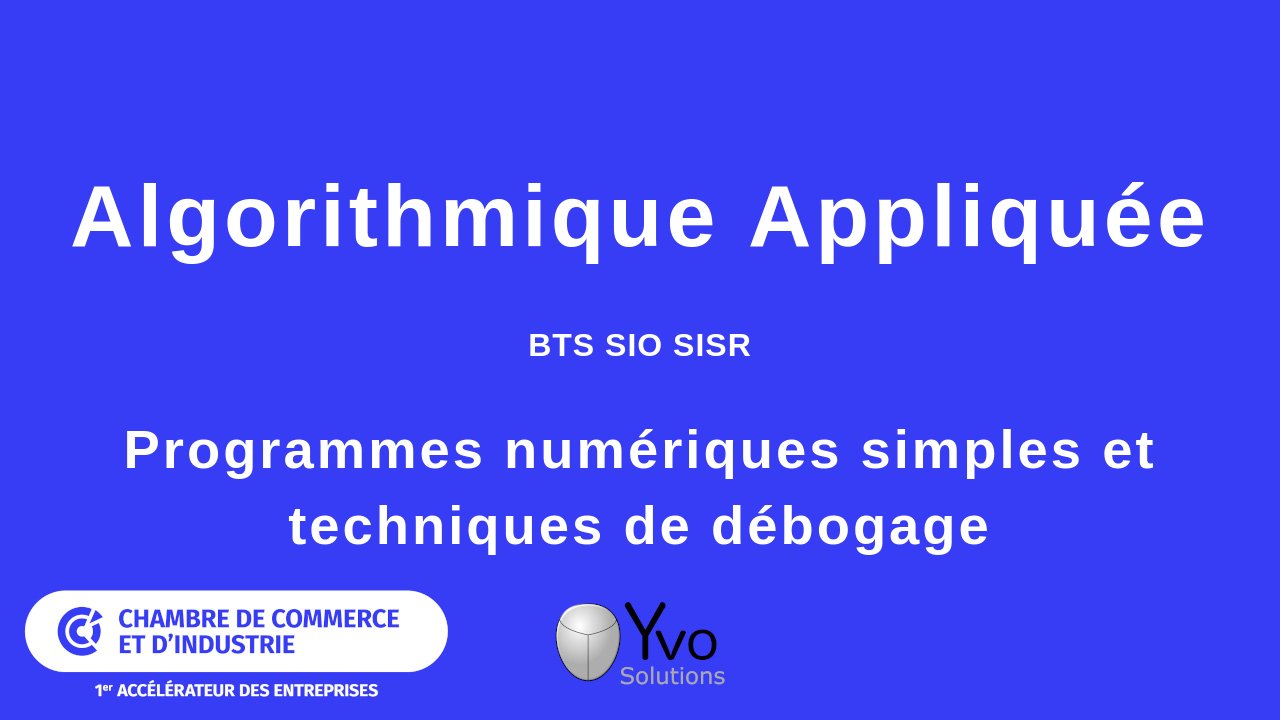 Algorithmique Appliquée
BTS SIO SISR
Programmes numériques simples et
techniques de débogage
CHAMBRE DE COMMERCE
ET D'INDUSTRIE
1er ACCÉLÉRATEUR DES ENTREPRISES
Yvo
Solutions